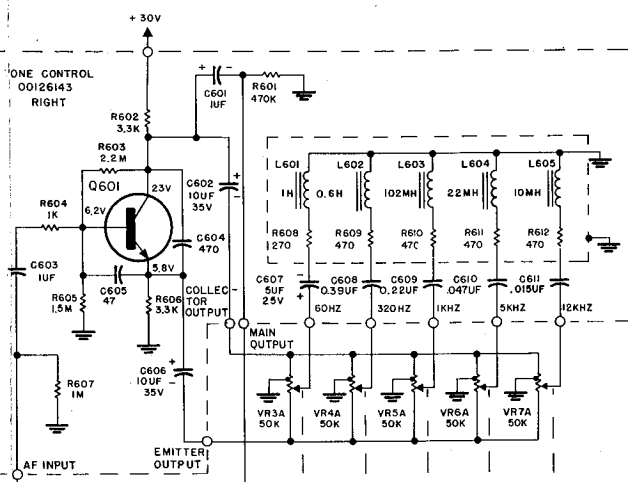 + 30V
ONE CONTROL
00126143
RIGHT
C601
1UF
R601
470K
R602
3.3K
R603
2.2M
Q601
23V
6.2V
5.8V
R604
1K
C602
10UF
35V
C604
470
C603
1UF
R605
1.5M
C605
47
R606
3.3K
COLLEC-
TOR
OUTPUT
MAIN
OUTPUT
R607
1M
C606
10UF
35V
AF INPUT
EMITTER
OUTPUT
L601
1H
L602
0.6H
L603
102MH
L604
22MH
L605
10MH
R608
270
R609
470
R610
470
R611
470
R612
470
C607
5UF
25V
C608
0.39UF
C609
0.22UF
C610
.047UF
C611
.015UF
60HZ
320HZ
1KHZ
5KHZ
12KHZ
VR3A
50K
VR4A
50K
VR5A
50K
VR6A
50K
VR7A
50K